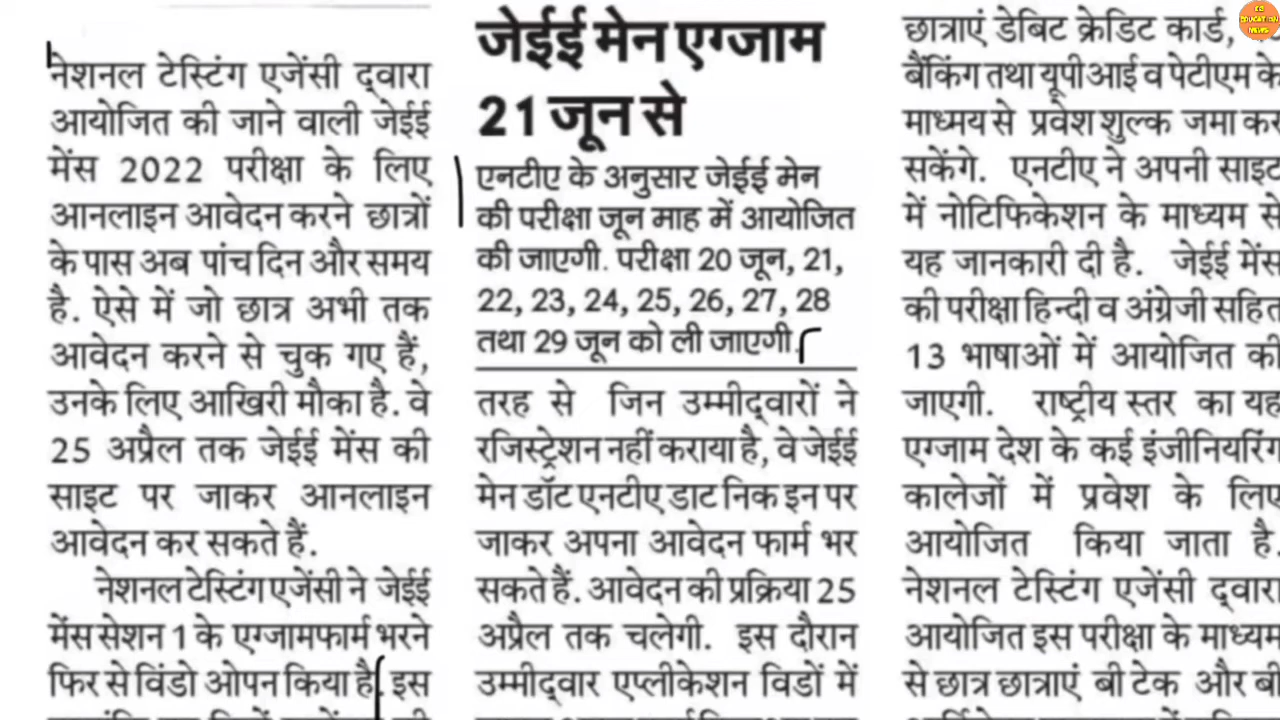 नेशनल टेस्टिंग एजेंसी द्वारा
आयोजित की जाने वाली जेईई
मेंस 2022 परीक्षा के लिए
आनलाइन आवेदन करने छात्रों
के पास अब पांच दिन और समय
है. ऐसे में जो छात्र अभी तक
आवेदन करने से चुक गए हैं,
उनके लिए आखिरी मौका है. वे
25 अप्रैल तक जेईई मेंस की
साइट पर जाकर आनलाइन
आवेदन कर सकते हैं.
नेशनल टेस्टिंग एजेंसी ने जेईई
मेंस सेशन 1 के एग्जामफार्म भरने
फिर से विंडो ओपन किया है. इस
जेईई मेन एग्जाम
21 जून से
एनटीए के अनुसार जेईई मेन
की परीक्षा जून माह में आयोजित
की जाएगी. परीक्षा 20 जून, 21,
22, 23, 24, 25, 26, 27, 28
तथा 29 जून को ली जाएगी.
तरह से जिन उम्मीद्वारों ने
रजिस्ट्रेशन नहीं कराया है, वे जेईई
मेन डॉट एनटीए डाट निक इन पर
जाकर अपना आवेदन फार्म भर
सकते हैं. आवेदन की प्रक्रिया 25
अप्रैल तक चलेगी. इस दौरान
उम्मीद्वार एप्लीकेशन विडों में
छात्राएं डेबिट क्रेडिट कार्ड,
बैंकिंग तथा यूपीआई व पेटीएम के
माध्मय से प्रवेश शुल्क जमा कर
सकेंगे. एनटीए ने अपनी साइट
में नोटिफिकेशन के माध्यम से
यह जानकारी दी है. जेईई मेंस
की परीक्षा हिन्दी व अंग्रेजी सहित
13 भाषाओं में आयोजित की
जाएगी. राष्ट्रीय स्तर का यह
एग्जाम देश के कई इंजीनियरिंग
कालेजों में प्रवेश के लिए
आयोजित किया जाता है.
नेशनल टेस्टिंग एजेंसी द्वारा
आयोजित इस परीक्षा के माध्यम
से छात्र छात्राएं बी टेक और बी
EDUCATION
NEWS